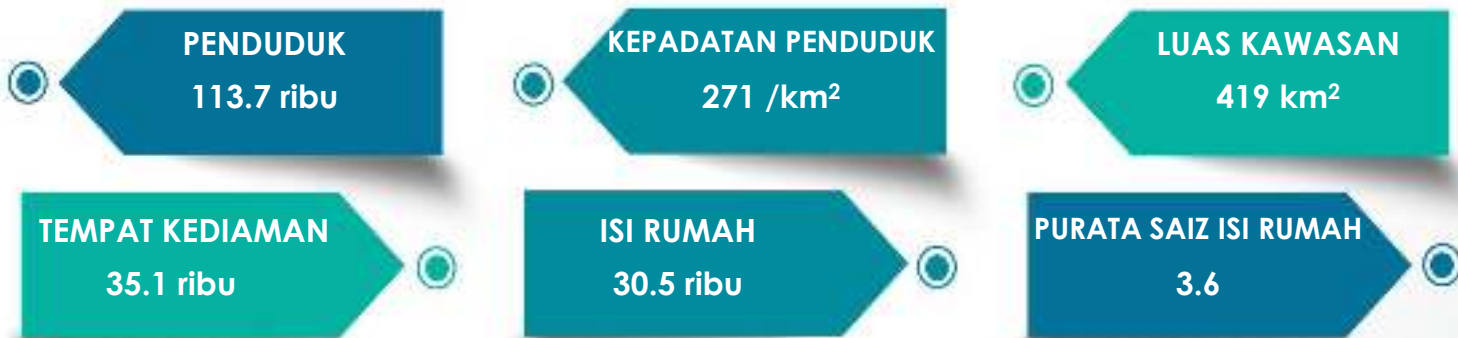 PENDUDUK
113.7 ribu
KEPADATAN PENDUDUK
271 /km²
LUAS KAWASAN
419 km²
TEMPAT KEDIAMAN
35.1 ribu
ISI RUMAH
30.5 ribu
PURATA SAIZ ISI RUMAH
3.6